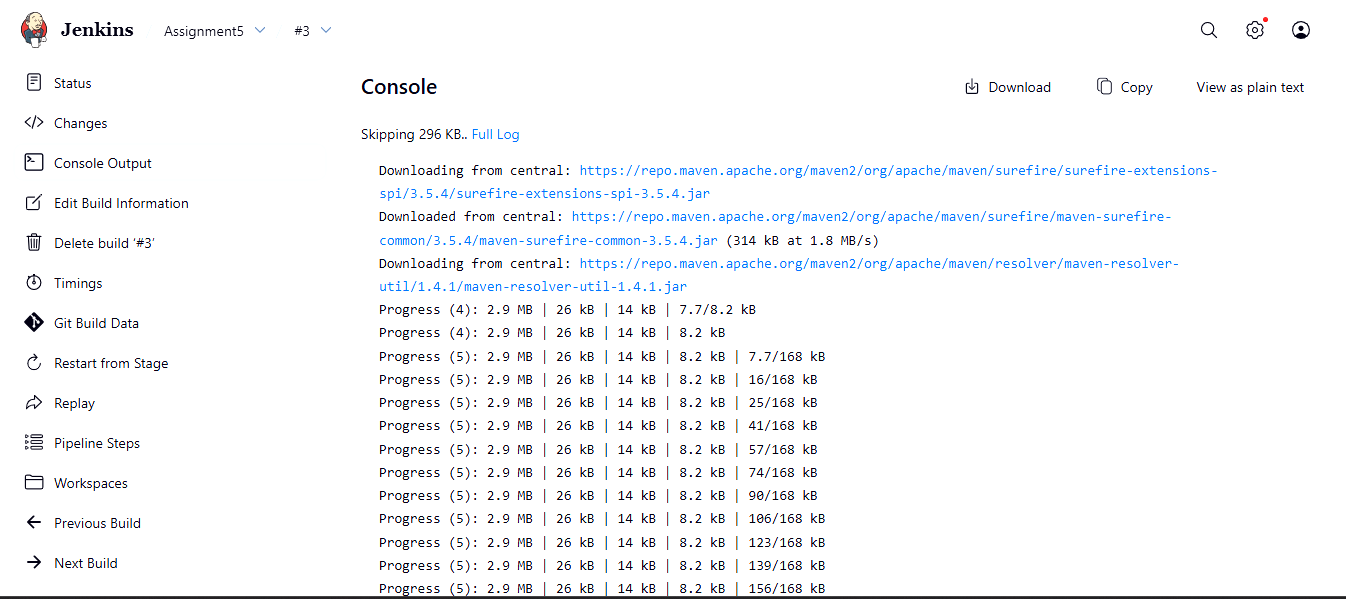 Jenkins
Assignment5
#3
Status
Changes
Console Output
Edit Build Information
Delete build '#3'
Timings
Git Build Data
Restart from Stage
Replay
Pipeline Steps
Workspaces
Previous Build
Next Build
Console
Download
Copy
View as plain text
Skipping 296 KB.. Full Log
Downloading from central: https://repo.maven.apache.org/maven2/org/apache/maven/surefire/surefire-extensions-
spi/3.5.4/surefire-extensions-spi-3.5.4.jar
Downloaded from central: https://repo.maven.apache.org/maven2/org/apache/maven/surefire/maven-surefire-
common/3.5.4/maven-surefire-common-3.5.4.jar (314 kB at 1.8 MB/s)
Downloading from central: https://repo.maven.apache.org/maven2/org/apache/maven/resolver/maven-resolver-
util/1.4.1/maven-resolver-util-1.4.1.jar
Progress (4): 2.9 MB | 26 kB | 14 kB | 7.7/8.2 kB
Progress (4): 2.9 MB | 26 kB | 14 kB | 8.2 kB
Progress (5): 2.9 MB | 26 kB | 14 kB | 8.2 kB | 7.7/168 kB
Progress (5): 2.9 MB | 26 kB | 14 kB | 8.2 kB | 16/168 kB
Progress (5): 2.9 MB | 26 kB | 14 kB | 8.2 kB | 25/168 kB
Progress (5): 2.9 MB | 26 kB | 14 kB | 8.2 kB | 41/168 kB
Progress (5): 2.9 MB | 26 kB | 14 kB | 8.2 kB | 57/168 kB
Progress (5): 2.9 MB | 26 kB | 14 kB | 8.2 kB | 74/168 kB
Progress (5): 2.9 MB | 26 kB | 14 kB | 8.2 kB | 90/168 kB
Progress (5): 2.9 MB | 26 kB | 14 kB | 8.2 kB | 106/168 kB
Progress (5): 2.9 MB | 26 kB | 14 kB | 8.2 kB | 123/168 kB
Progress (5): 2.9 MB | 26 kB | 14 kB | 8.2 kB | 139/168 kB
Progress (5): 2.9 MB | 26 kB | 14 kB | 8.2 kB | 156/168 kB